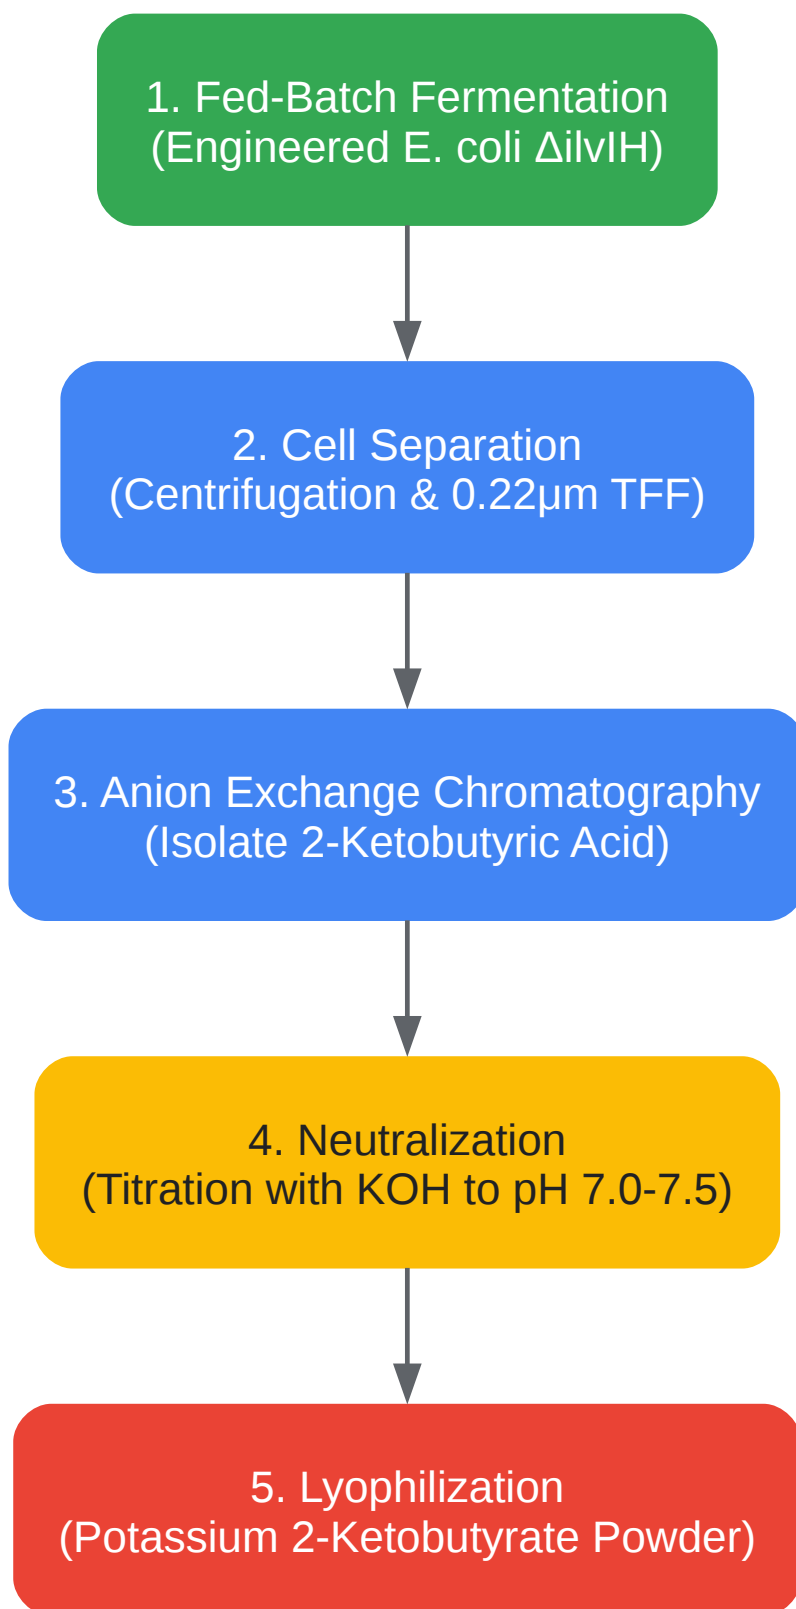 1. Fed-Batch Fermentation
(Engineered E. coli ΔilvIH)
2. Cell Separation
(Centrifugation & 0.22μm TFF)
3. Anion Exchange Chromatography
(Isolate 2-Ketobutyric Acid)
4. Neutralization
(Titration with KOH to pH 7.0-7.5)
5. Lyophilization
(Potassium 2-Ketobutyrate Powder)